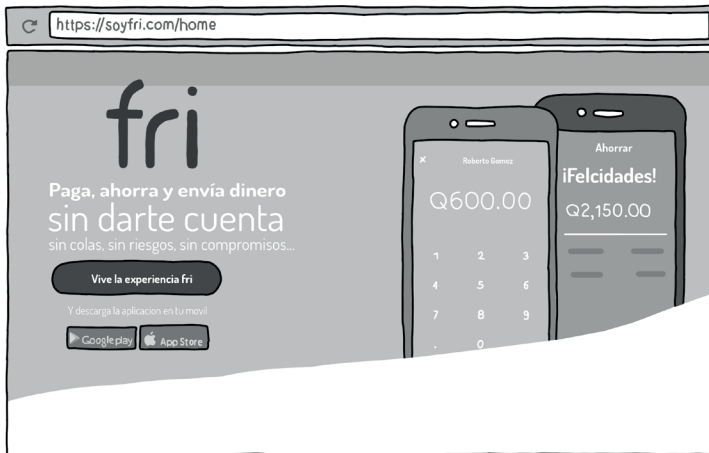 https://soyfri.com/home
fri
Paga, ahorra y envía dinero
sin darte cuenta
sin colas, sin riesgos, sin compromisos...
Vive la experiencia fri
Y descarga la aplicacion en tu movil
Google play
App Store
x Roberto Gomez
Q600.00
1 2 3
4 5 6
7 8 9
. 0
Ahorrar
¡Felcidades!
Q2,150.00